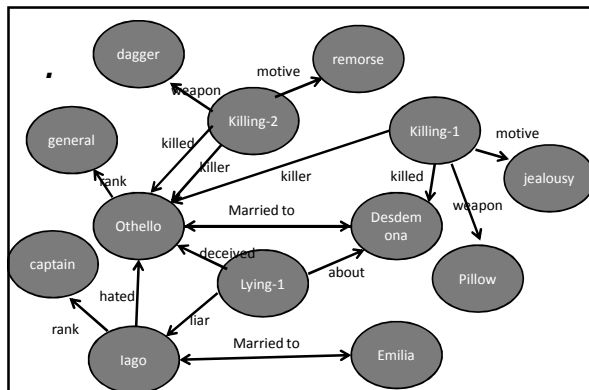 dagger
remorse
motive
weapon
Killing-2
Killing-1
general
killed
motive
killer
killed
jealousy
rank
killer
weapon
Othello
Married to
Desdem
ona
captain
deceived
about
Lying-1
Pillow
hated
liar
rank
Married to
Iago
Emilia